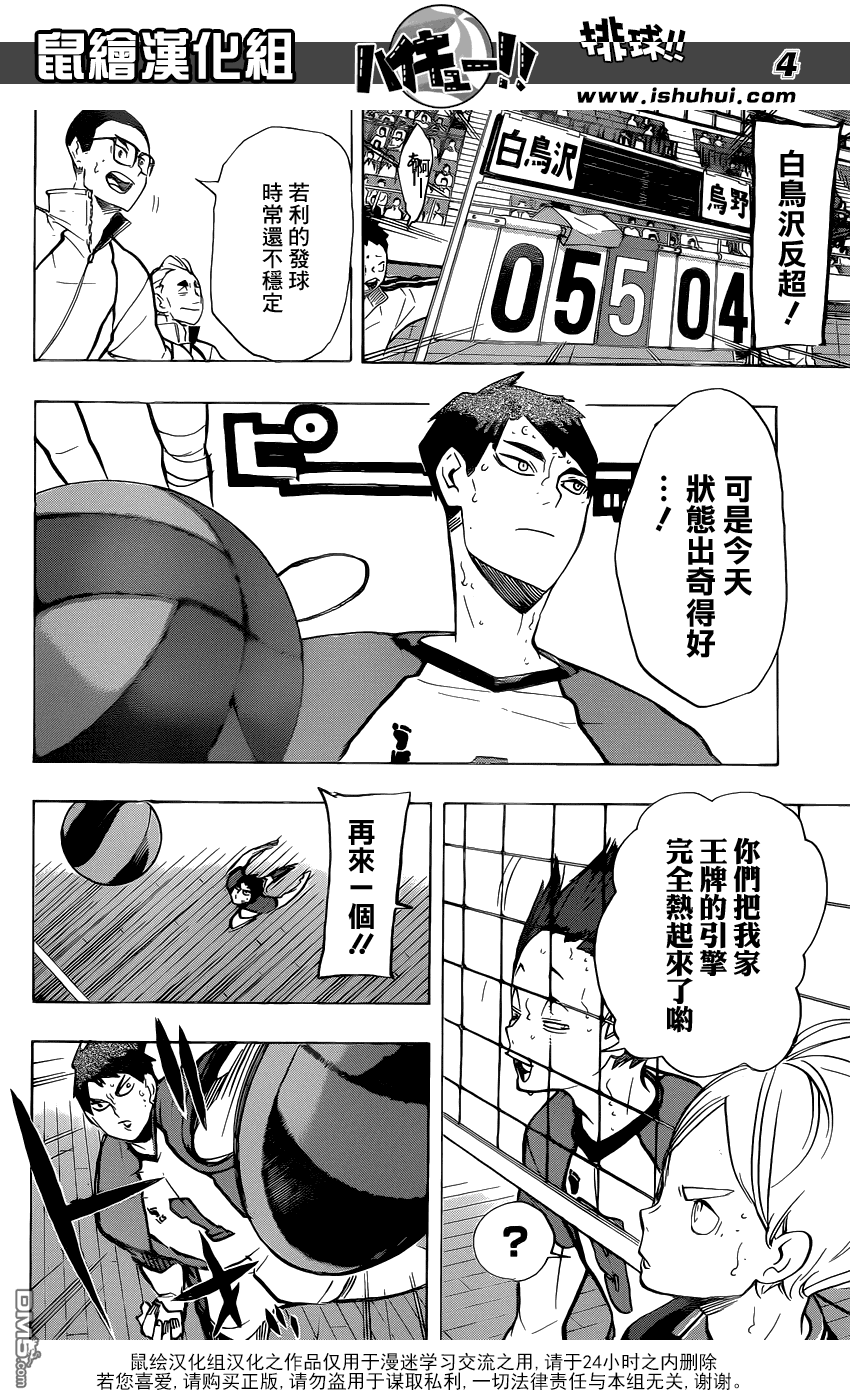 鼠繪漢化組
ハイキュー!!
排球!!
4
www.ishuhui.com
白鳥沢反超!
白鳥沢
烏野
05
5
04
若利的發球
時常還不穩定
可是今天
狀態出奇得好
…!
ピ
你們把我家
王牌的引擎
完全熱起來了喲
?
再來一個!!
DM5
鼠绘汉化组汉化之作品仅用于漫迷学习交流之用, 请于24小时之内删除
若您喜爱, 请购买正版, 请勿盗用于谋取私利, 一切法律责任与本组无关, 谢谢。